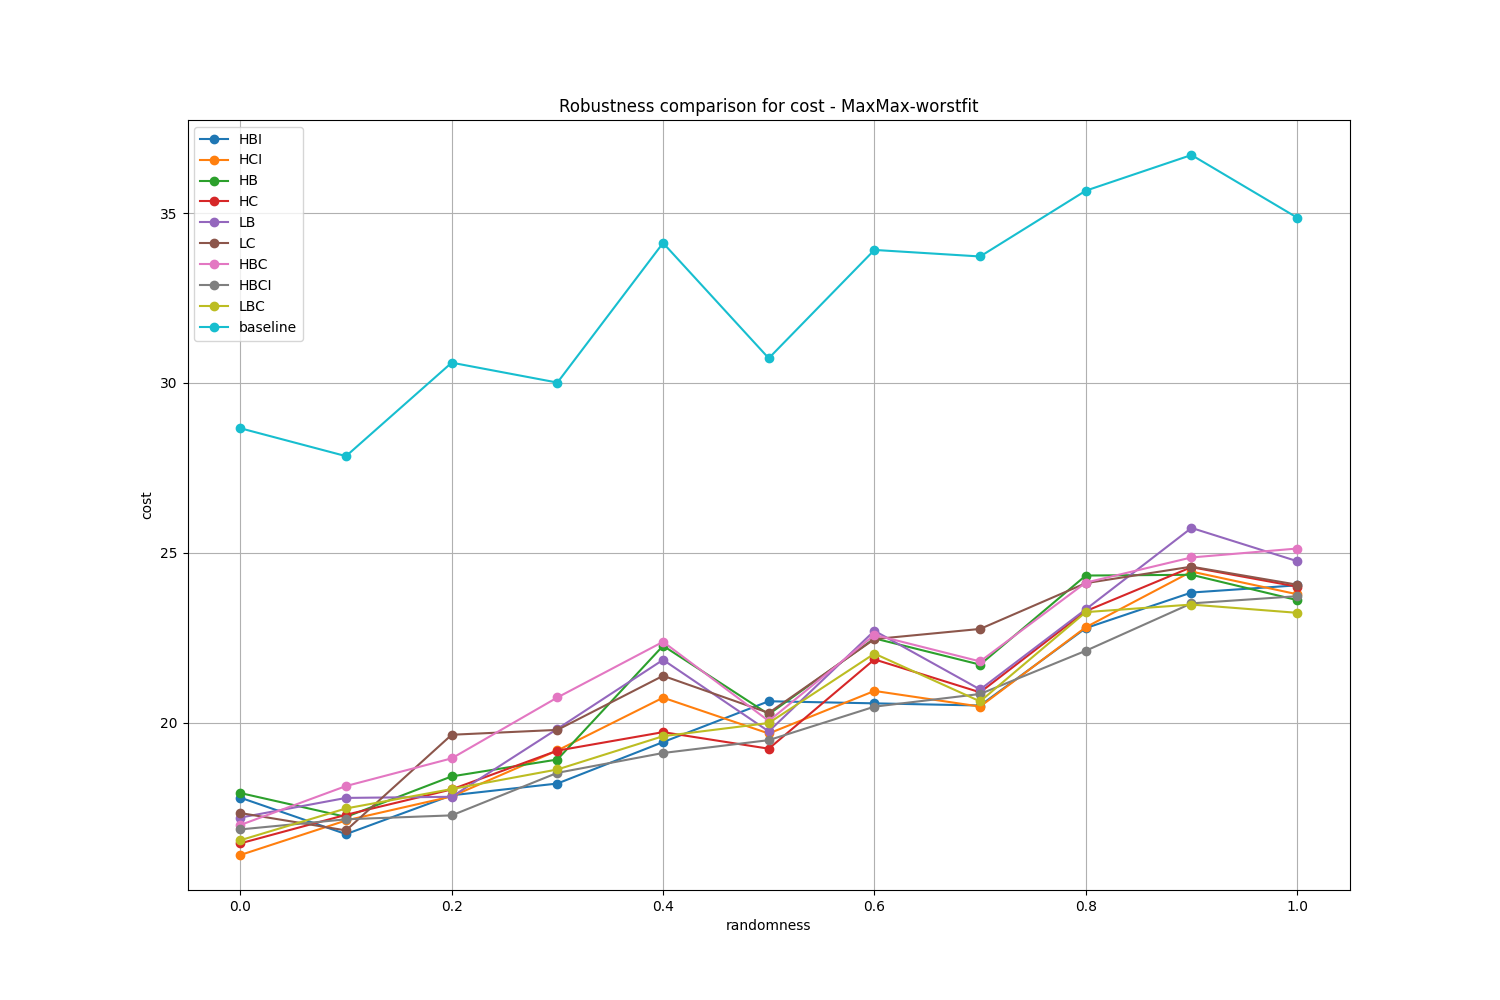 Robustness comparison for cost - MaxMax-worstfit
HBI
HCI
HB
HC
LB
LC
HBC
HBCI
LBC
baseline
35
30
25
20
cost
0.0 0.2 0.4 0.6 0.8 1.0
randomness